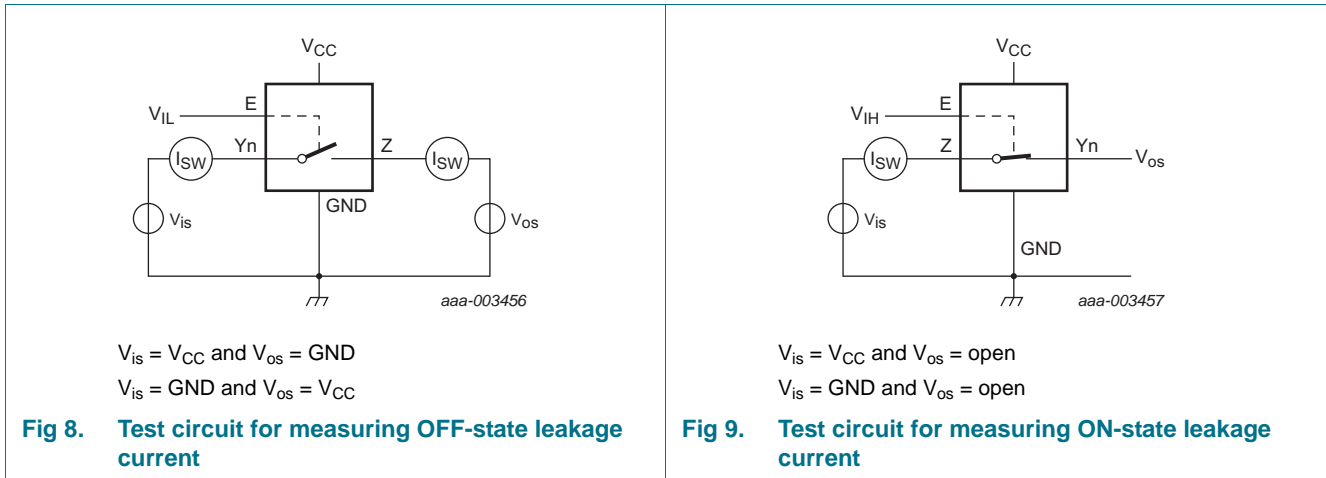 VCC
VIL
E
Yn
Z
ISW
ISW
GND
Vis
Vos
aaa-003456
Vis = VCC and Vos = GND
Vis = GND and Vos = VCC
Fig 8. Test circuit for measuring OFF-state leakage
current
VCC
VIH
E
Z
Yn
ISW
Vos
Vis
GND
aaa-003457
Vis = VCC and Vos = open
Vis = GND and Vos = open
Fig 9. Test circuit for measuring ON-state leakage
current